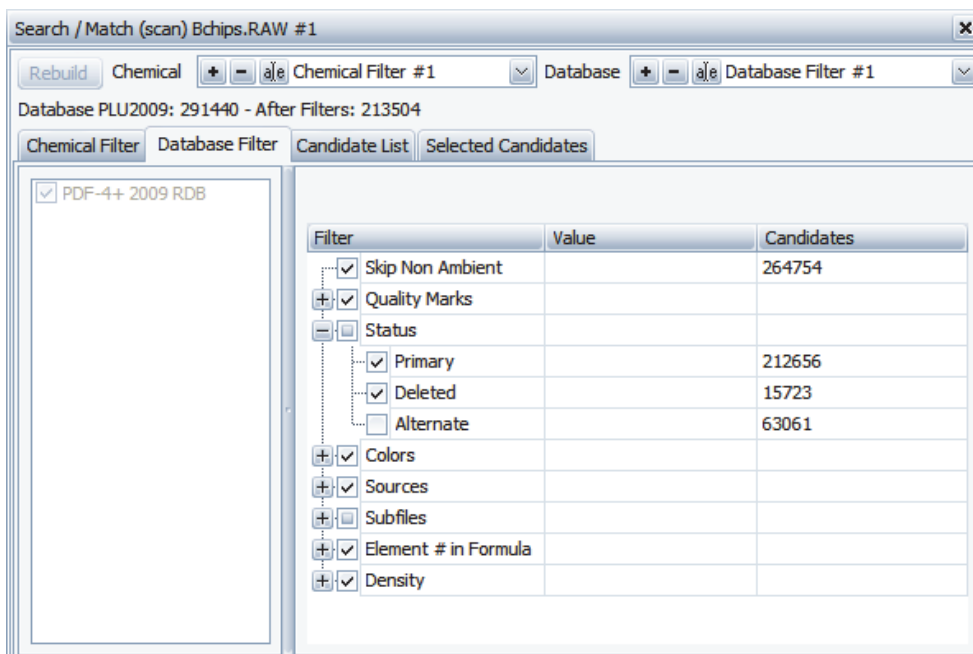 Search / Match (scan) Bchips.RAW #1
Rebuild Chemical + - a|e Chemical Filter #1 Database + - a|e Database Filter #1
Database PLU2009: 291440 - After Filters: 213504
Chemical Filter Database Filter Candidate List Selected Candidates
PDF-4+ 2009 RDB
Filter Value Candidates
Skip Non Ambient 264754
Quality Marks
Status
Primary 212656
Deleted 15723
Alternate 63061
Colors
Sources
Subfiles
Element # in Formula
Density